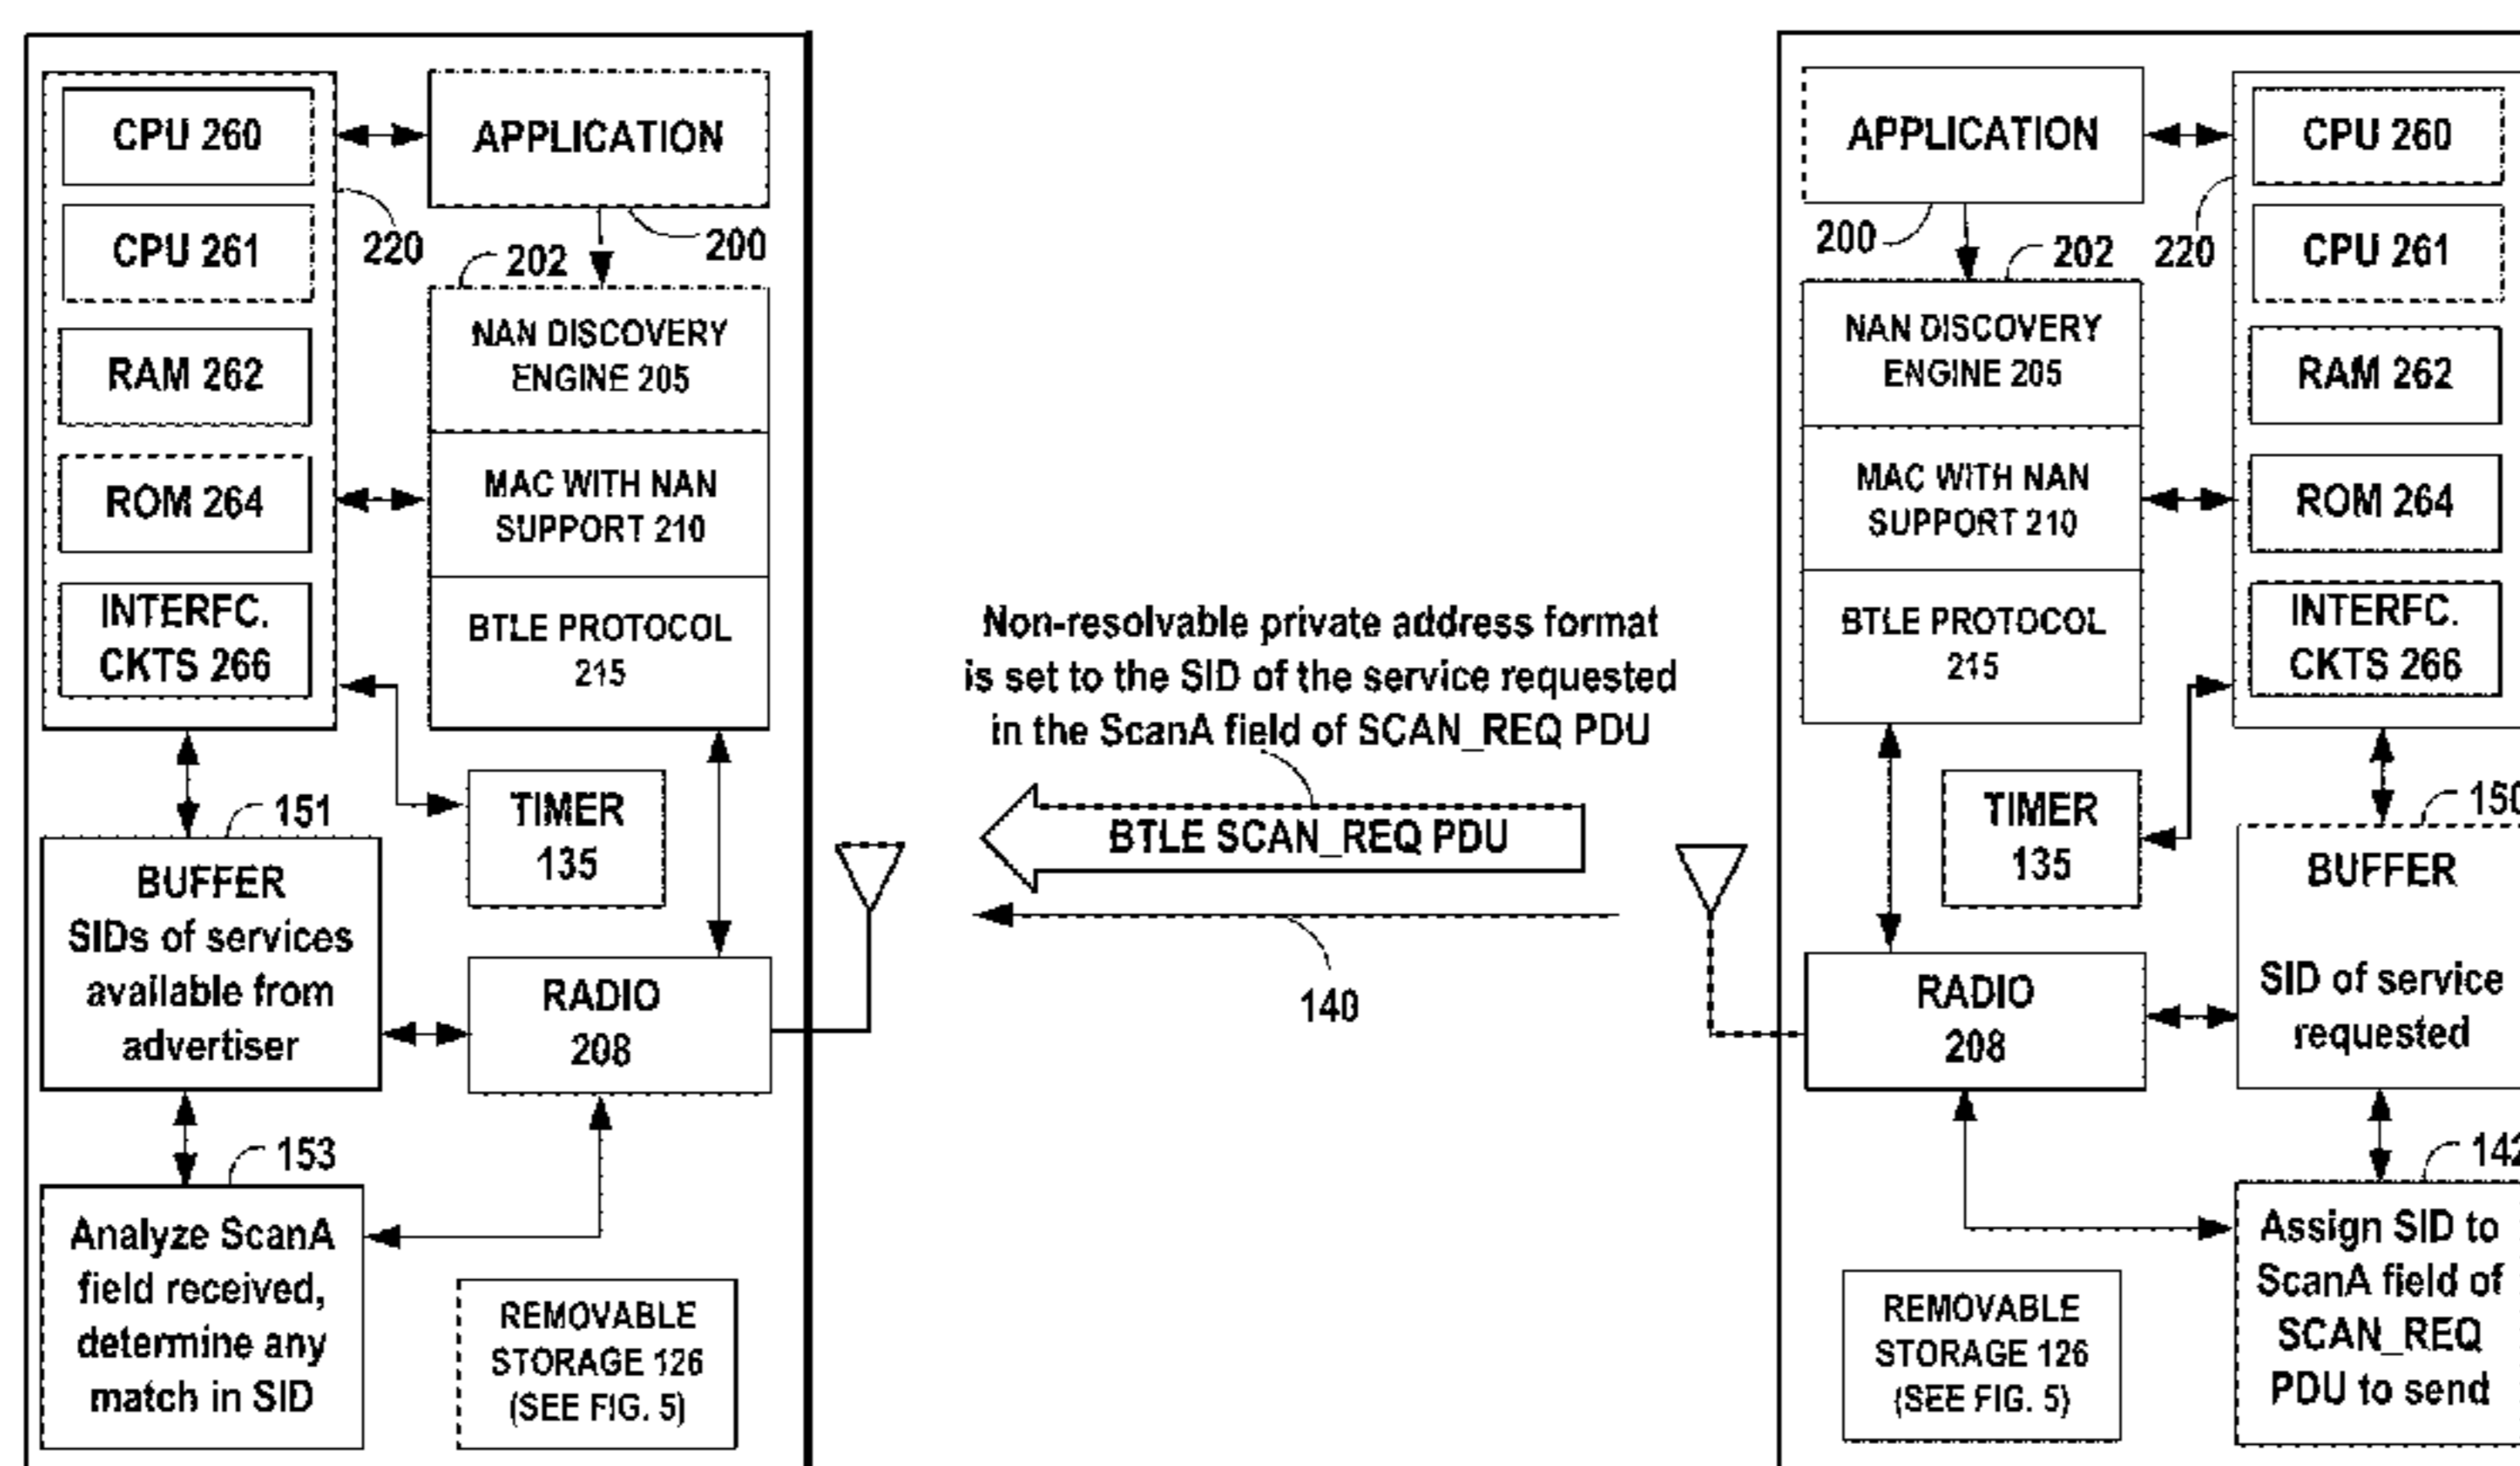 CPU 260
CPU 261
RAM 262
ROM 264
INTERFC.
CKTS 266
220
APPLICATION
200
202
NAN DISCOVERY
ENGINE 205
MAC WITH NAN
SUPPORT 210
BTLE PROTOCOL
215
151
BUFFER
SIDs of services
available from
advertiser
TIMER
135
RADIO
208
153
Analyze ScanA
field received,
determine any
match in SID
REMOVABLE
STORAGE 126
(SEE FIG. 5)
Non-resolvable private address format
is set to the SID of the service requested
in the ScanA field of SCAN_REQ PDU
BTLE SCAN_REQ PDU
140
APPLICATION
200
202
220
NAN DISCOVERY
ENGINE 205
MAC WITH NAN
SUPPORT 210
BTLE PROTOCOL
215
CPU 260
CPU 261
RAM 262
ROM 264
INTERFC.
CKTS 266
TIMER
135
150
BUFFER
SID of service
requested
RADIO
208
142
Assign SID to
ScanA field of
SCAN_REQ
PDU to send
REMOVABLE
STORAGE 126
(SEE FIG. 5)